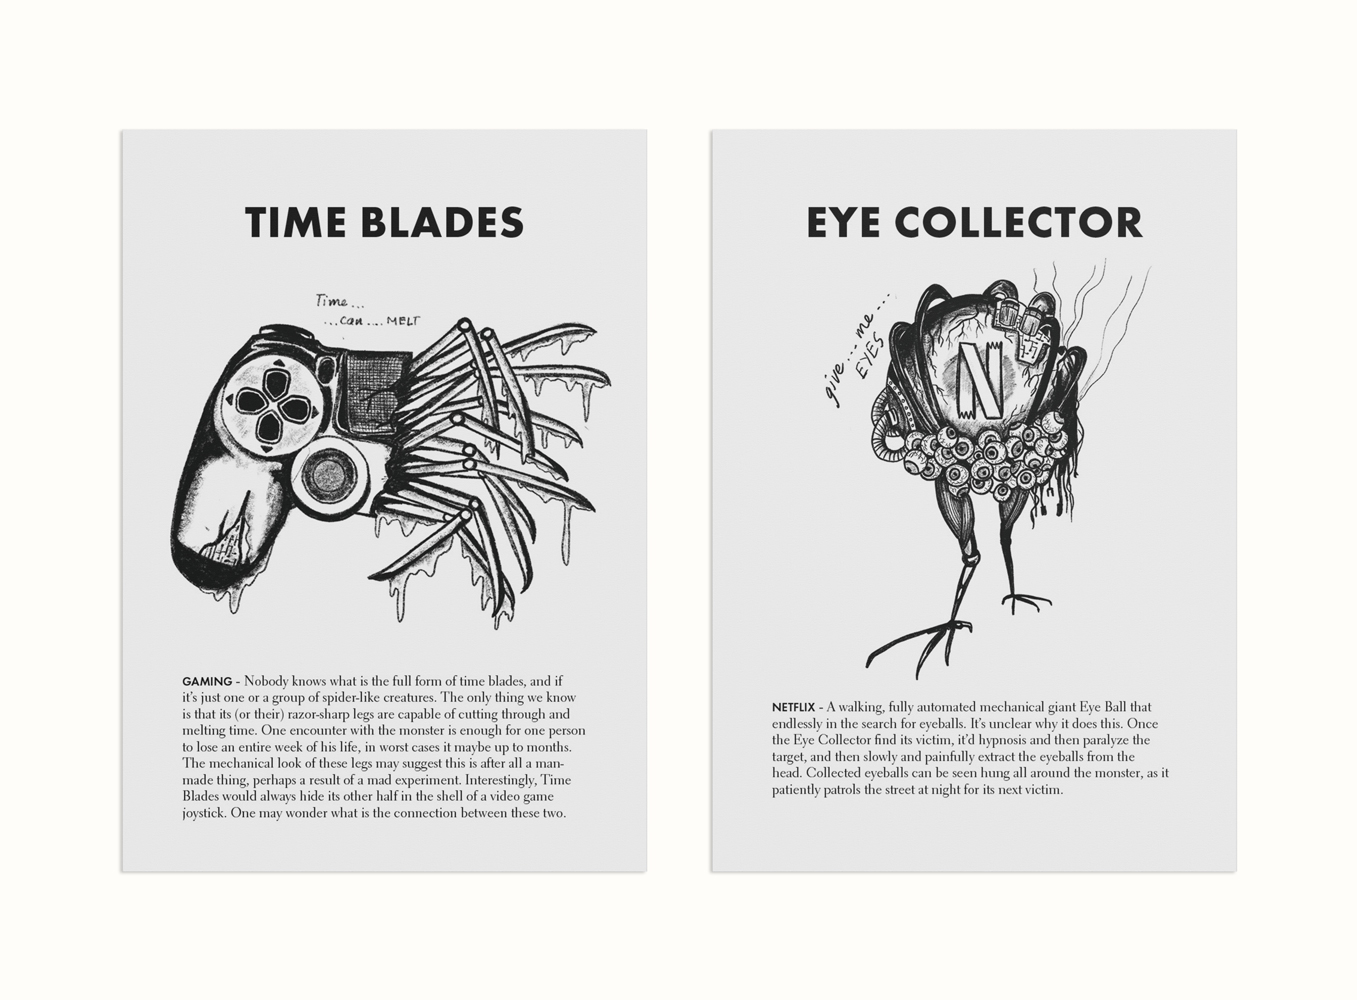 TIME BLADES
Time...
...can.... MELT
GAMING - Nobody knows what is the full form of time blades, and if
it's just one or a group of spider-like creatures. The only thing we know
is that its (or their) razor-sharp legs are capable of cutting through and
melting time. One encounter with the monster is enough for one person
to lose an entire week of his life, in worst cases it maybe up to months.
The mechanical look of these legs may suggest this is after all a man-
made thing, perhaps a result of a mad experiment. Interestingly, Time
Blades would always hide its other half in the shell of a video game
joystick. One may wonder what is the connection between these two.
EYE COLLECTOR
give .... me ....
EYES
N
NETFLIX - A walking, fully automated mechanical giant Eye Ball that
endlessly in the search for eyeballs. It's unclear why it does this. Once
the Eye Collector find its victim, it'd hypnosis and then paralyze the
target, and then slowly and painfully extract the eyeballs from the
head. Collected eyeballs can be seen hung all around the monster, as it
patiently patrols the street at night for its next victim.